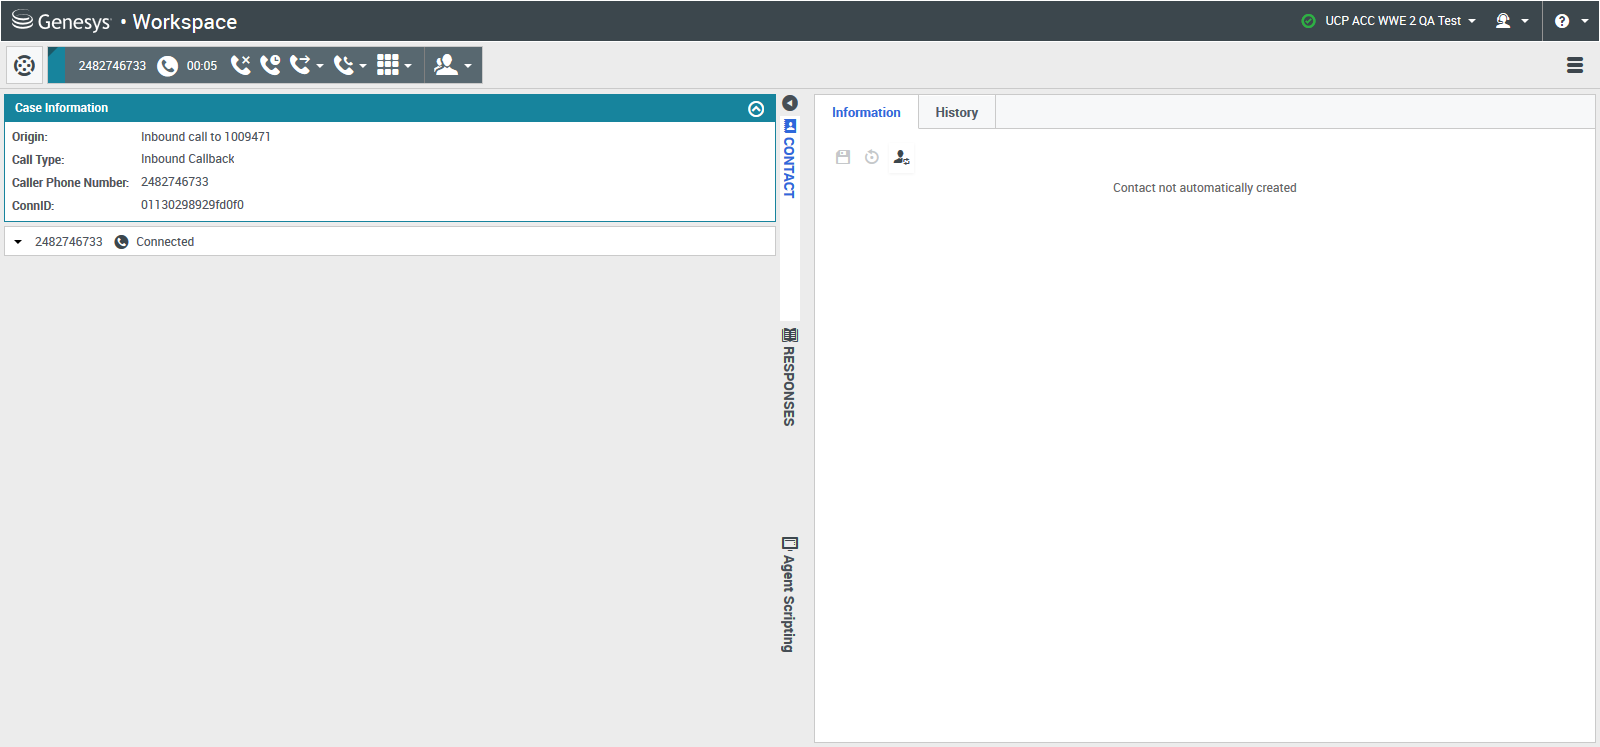 Genesys • Workspace
UCP ACC WWE 2 QA Test
2482746733 00:05
Case Information
Origin: Inbound call to 1009471
Call Type: Inbound Callback
Caller Phone Number: 2482746733
ConnID: 01130298929fd0f0
2482746733 Connected
CONTACT
RESPONSES
Agent Scripting
Information History
Contact not automatically created